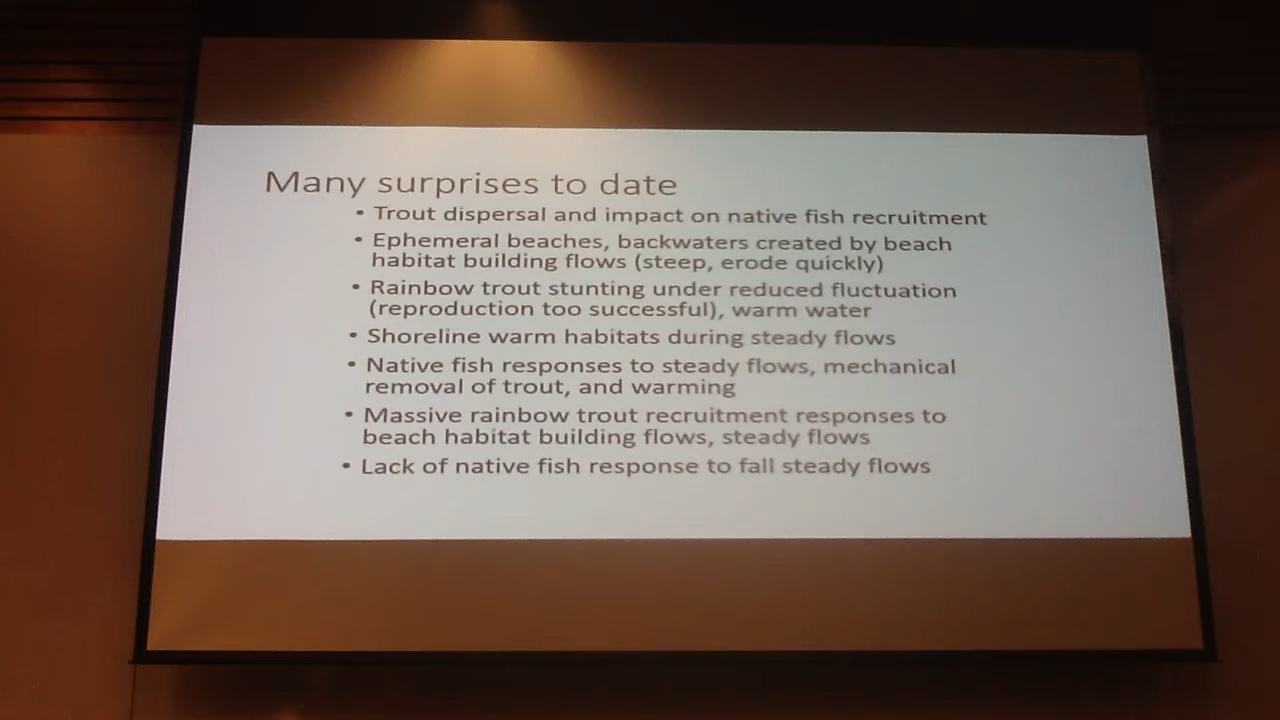 Many surprises to date
• Trout dispersal and impact on native fish recruitment
• Ephemeral beaches, backwaters created by beach
habitat building flows (steep, erode quickly)
• Rainbow trout stunting under reduced fluctuation
(reproduction too successful), warm water
• Shoreline warm habitats during steady flows
• Native fish responses to steady flows, mechanical
removal of trout, and warming
• Massive rainbow trout recruitment responses to
beach habitat building flows, steady flows
• Lack of native fish response to fall steady flows